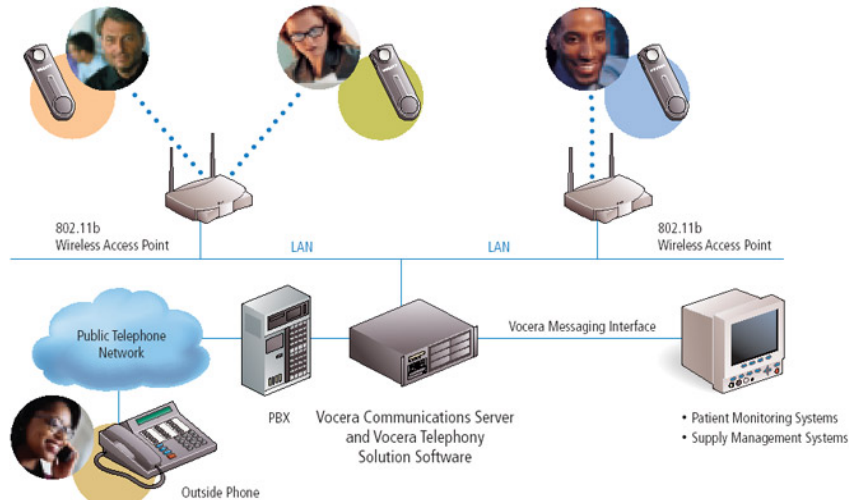 802.11b
Wireless Access Point
LAN
LAN
802.11b
Wireless Access Point
Public Telephone
Network
Vocera Messaging Interface
PBX
Vocera Communications Server
and Vocera Telephony
Solution Software
• Patient Monitoring Systems
• Supply Management Systems
Outside Phone